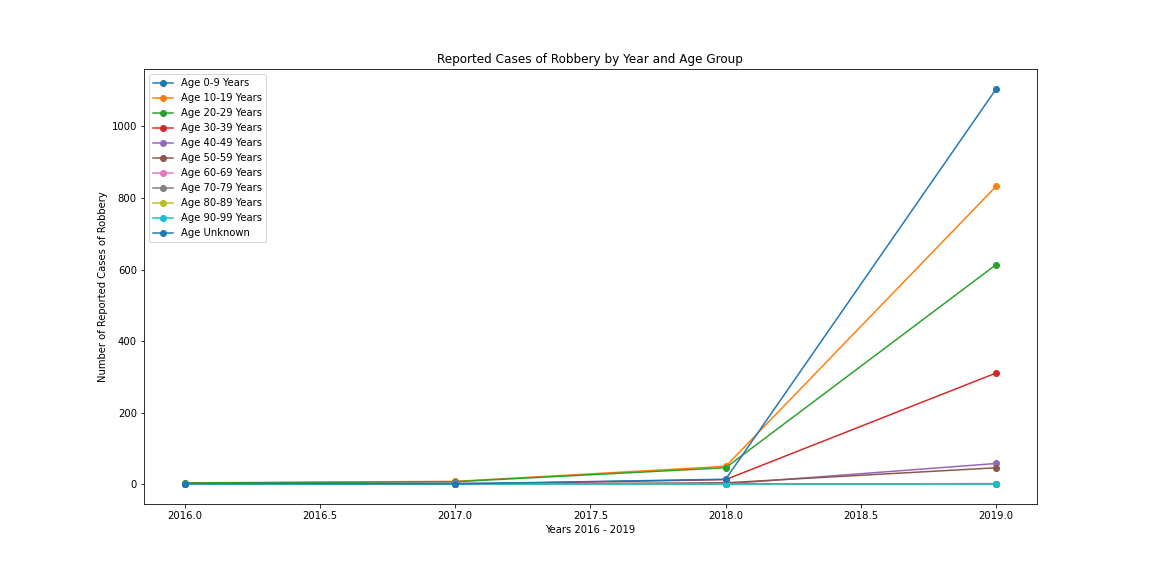 Reported Cases of Robbery by Year and Age Group
Age 0-9 Years
Age 10-19 Years
Age 20-29 Years
Age 30-39 Years
Age 40-49 Years
Age 50-59 Years
Age 60-69 Years
Age 70-79 Years
Age 80-89 Years
Age 90-99 Years
Age Unknown
Number of Reported Cases of Robbery
1000
800
600
400
200
0
2016.0 2016.5 2017.0 2017.5 2018.0 2018.5 2019.0
Years 2016 - 2019